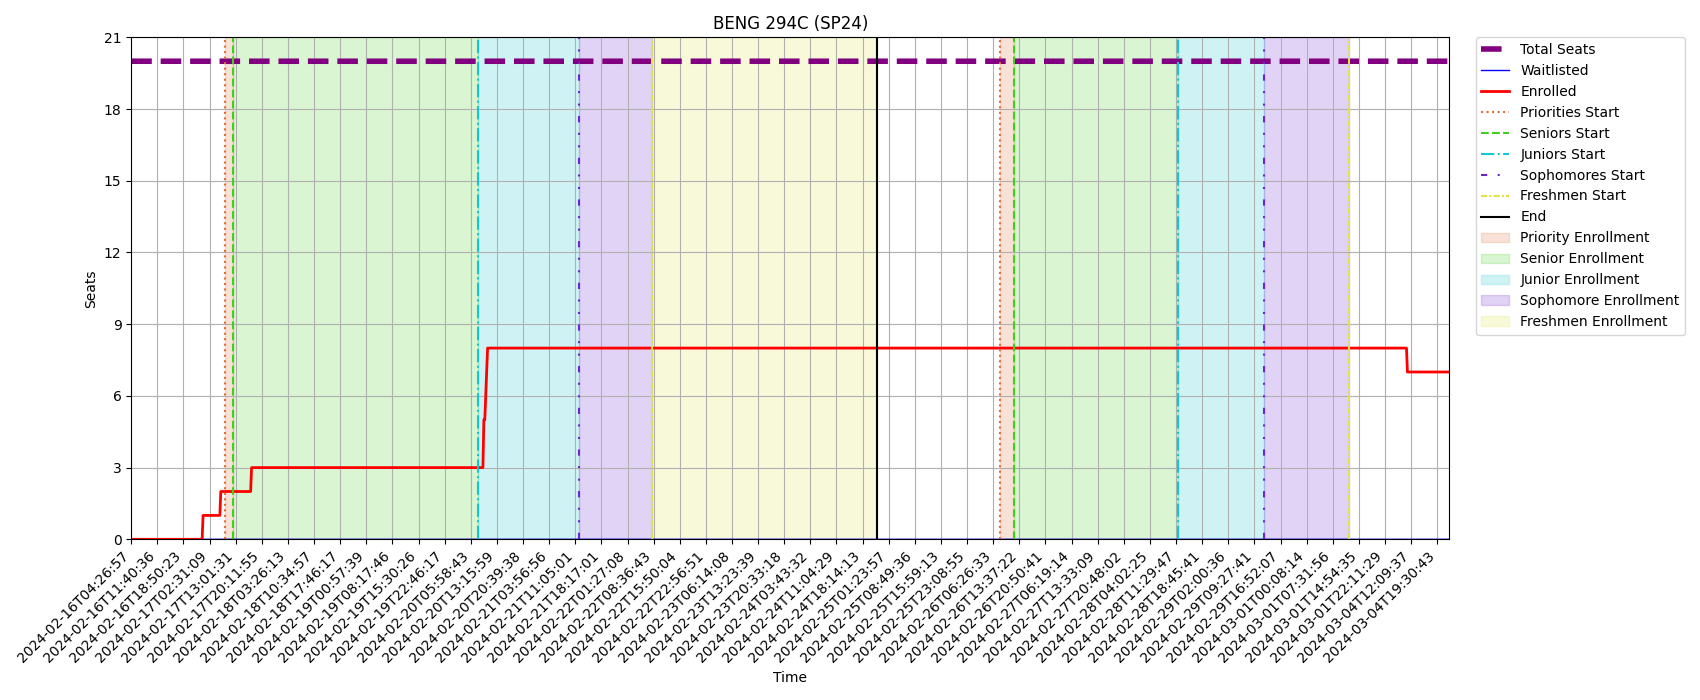 BENG 294C (SP24)
21
18
15
12
9
6
3
0
Seats
2024-02-16T04:26:57
2024-02-16T11:40:36
2024-02-16T18:50:23
2024-02-17T02:31:09
2024-02-17T13:01:31
2024-02-17T20:11:55
2024-02-18T03:26:13
2024-02-18T10:34:57
2024-02-18T17:46:17
2024-02-19T00:57:39
2024-02-19T08:17:46
2024-02-19T15:30:26
2024-02-19T22:46:17
2024-02-20T05:58:43
2024-02-20T13:15:59
2024-02-20T20:39:38
2024-02-21T03:56:56
2024-02-21T11:05:01
2024-02-21T18:17:01
2024-02-22T01:27:08
2024-02-22T08:36:43
2024-02-22T15:50:04
2024-02-22T22:56:51
2024-02-23T06:14:08
2024-02-23T13:23:39
2024-02-23T20:33:18
2024-02-24T03:43:32
2024-02-24T11:04:29
2024-02-24T18:14:13
2024-02-25T01:23:57
2024-02-25T08:49:36
2024-02-25T15:59:13
2024-02-25T23:08:55
2024-02-26T06:26:33
2024-02-26T13:37:22
2024-02-26T20:50:41
2024-02-27T06:19:14
2024-02-27T13:33:09
2024-02-27T20:48:02
2024-02-28T04:02:25
2024-02-28T11:29:47
2024-02-28T18:45:41
2024-02-29T02:00:36
2024-02-29T09:27:41
2024-02-29T16:52:07
2024-03-01T00:08:14
2024-03-01T07:31:56
2024-03-01T14:54:35
2024-03-01T22:11:29
2024-03-04T12:09:37
2024-03-04T19:30:43
Time
Total Seats
Waitlisted
Enrolled
Priorities Start
Seniors Start
Juniors Start
Sophomores Start
Freshmen Start
End
Priority Enrollment
Senior Enrollment
Junior Enrollment
Sophomore Enrollment
Freshmen Enrollment